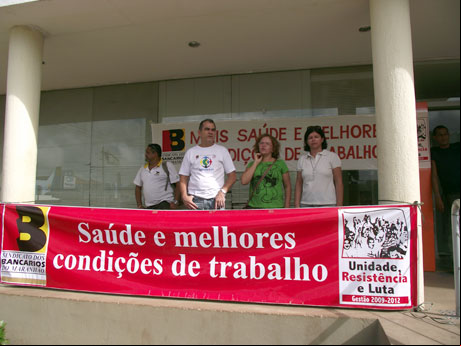 B
MAIS SAÚDE E MELHORES
CONDIÇÕES DE TRABALHO
B
SINDICATO DOS
BANCÁRIOS
DO MARANHÃO
Saúde e melhores
condições de trabalho
Unidade,
Resistência
e Luta
Gestão 2009-2012